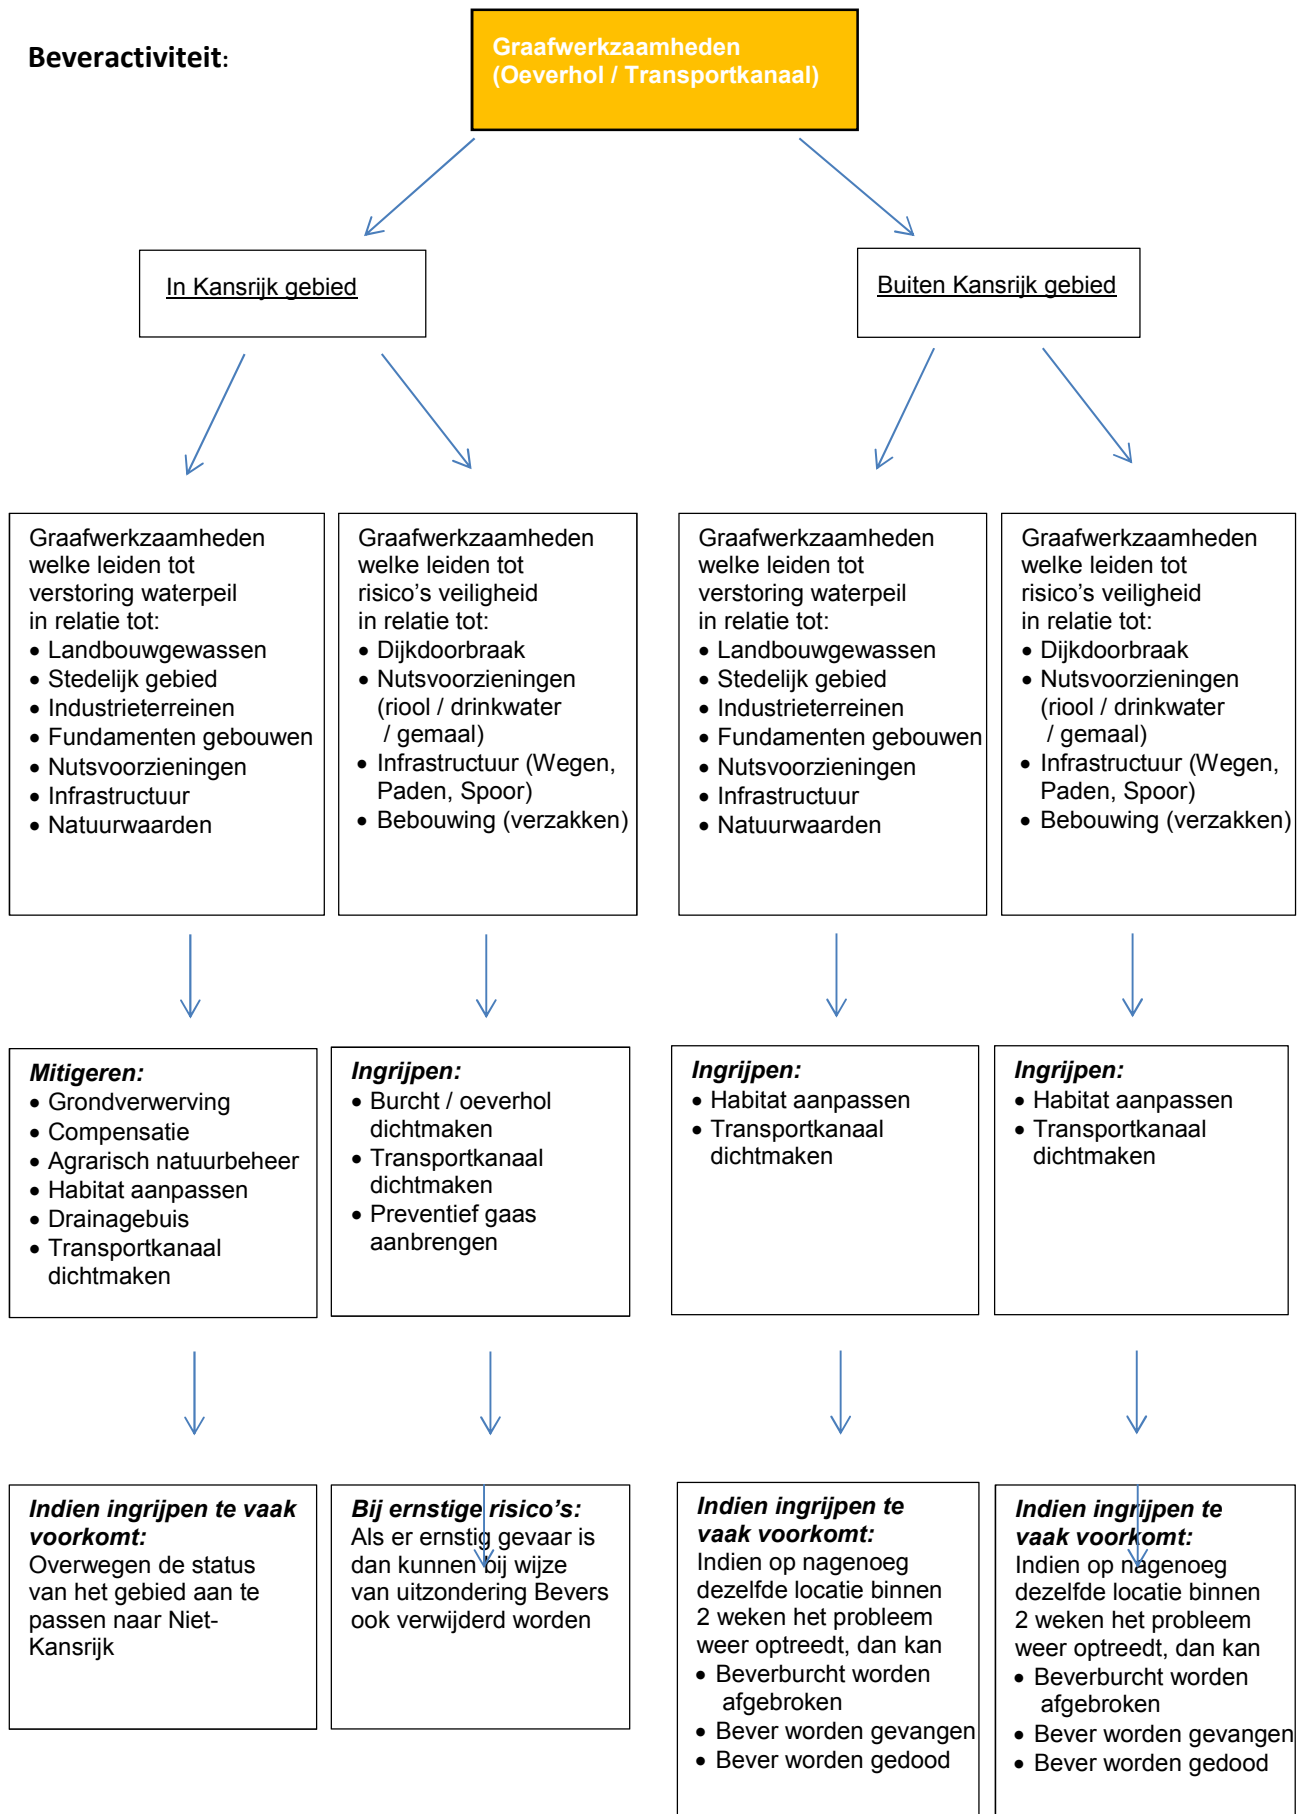 Beveractiviteit:
Graafwerkzaamheden
(Oeverhol / Transportkanaal)
In Kansrijk gebied
Buiten Kansrijk gebied
Graafwerkzaamheden
welke leiden tot
verstoring waterpeil
in relatie tot:
• Landbouwgewassen
• Stedelijk gebied
• Industrieterreinen
• Fundamenten gebouwen
• Nutsvoorzieningen
• Infrastructuur
• Natuurwaarden
Graafwerkzaamheden
welke leiden tot
risico’s veiligheid
in relatie tot:
• Dijkdoorbraak
• Nutsvoorzieningen
(riool / drinkwater
/ gemaal)
• Infrastructuur (Wegen,
Paden, Spoor)
• Bebouwing (verzakken)
Graafwerkzaamheden
welke leiden tot
verstoring waterpeil
in relatie tot:
• Landbouwgewassen
• Stedelijk gebied
• Industrieterreinen
• Fundamenten gebouwen
• Nutsvoorzieningen
• Infrastructuur
• Natuurwaarden
Graafwerkzaamheden
welke leiden tot
risico’s veiligheid
in relatie tot:
• Dijkdoorbraak
• Nutsvoorzieningen
(riool / drinkwater
/ gemaal)
• Infrastructuur (Wegen,
Paden, Spoor)
• Bebouwing (verzakken)
Mitigeren:
• Grondverwerving
• Compensatie
• Agrarisch natuurbeheer
• Habitat aanpassen
• Drainagebuis
• Transportkanaal
dichtmaken
Ingrijpen:
• Burcht / oeverhol
dichtmaken
• Transportkanaal
dichtmaken
• Preventief gaas
aanbrengen
Ingrijpen:
• Habitat aanpassen
• Transportkanaal
dichtmaken
Ingrijpen:
• Habitat aanpassen
• Transportkanaal
dichtmaken
Indien ingrijpen te vaak
voorkomt:
Overwegen de status
van het gebied aan te
passen naar Niet-
Kansrijk
Bij ernstige risico’s:
Als er ernstig gevaar is
dan kunnen bij wijze
van uitzondering Bevers
ook verwijderd worden
Indien ingrijpen te
vaak voorkomt:
Indien op nagenoeg
dezelfde locatie binnen
2 weken het probleem
weer optreedt, dan kan
• Beverburcht worden
afgebroken
• Bever worden gevangen
• Bever worden gedood
Indien ingrijpen te
vaak voorkomt:
Indien op nagenoeg
dezelfde locatie binnen
2 weken het probleem
weer optreedt, dan kan
• Beverburcht worden
afgebroken
• Bever worden gevangen
• Bever worden gedood